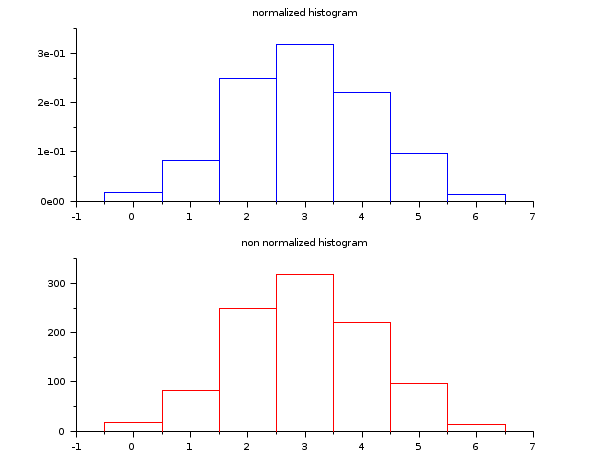 normalized histogram
3e-01
2e-01
1e-01
0e00
-1 0 1 2 3 4 5 6 7
non normalized histogram
300
200
100
0
-1 0 1 2 3 4 5 6 7